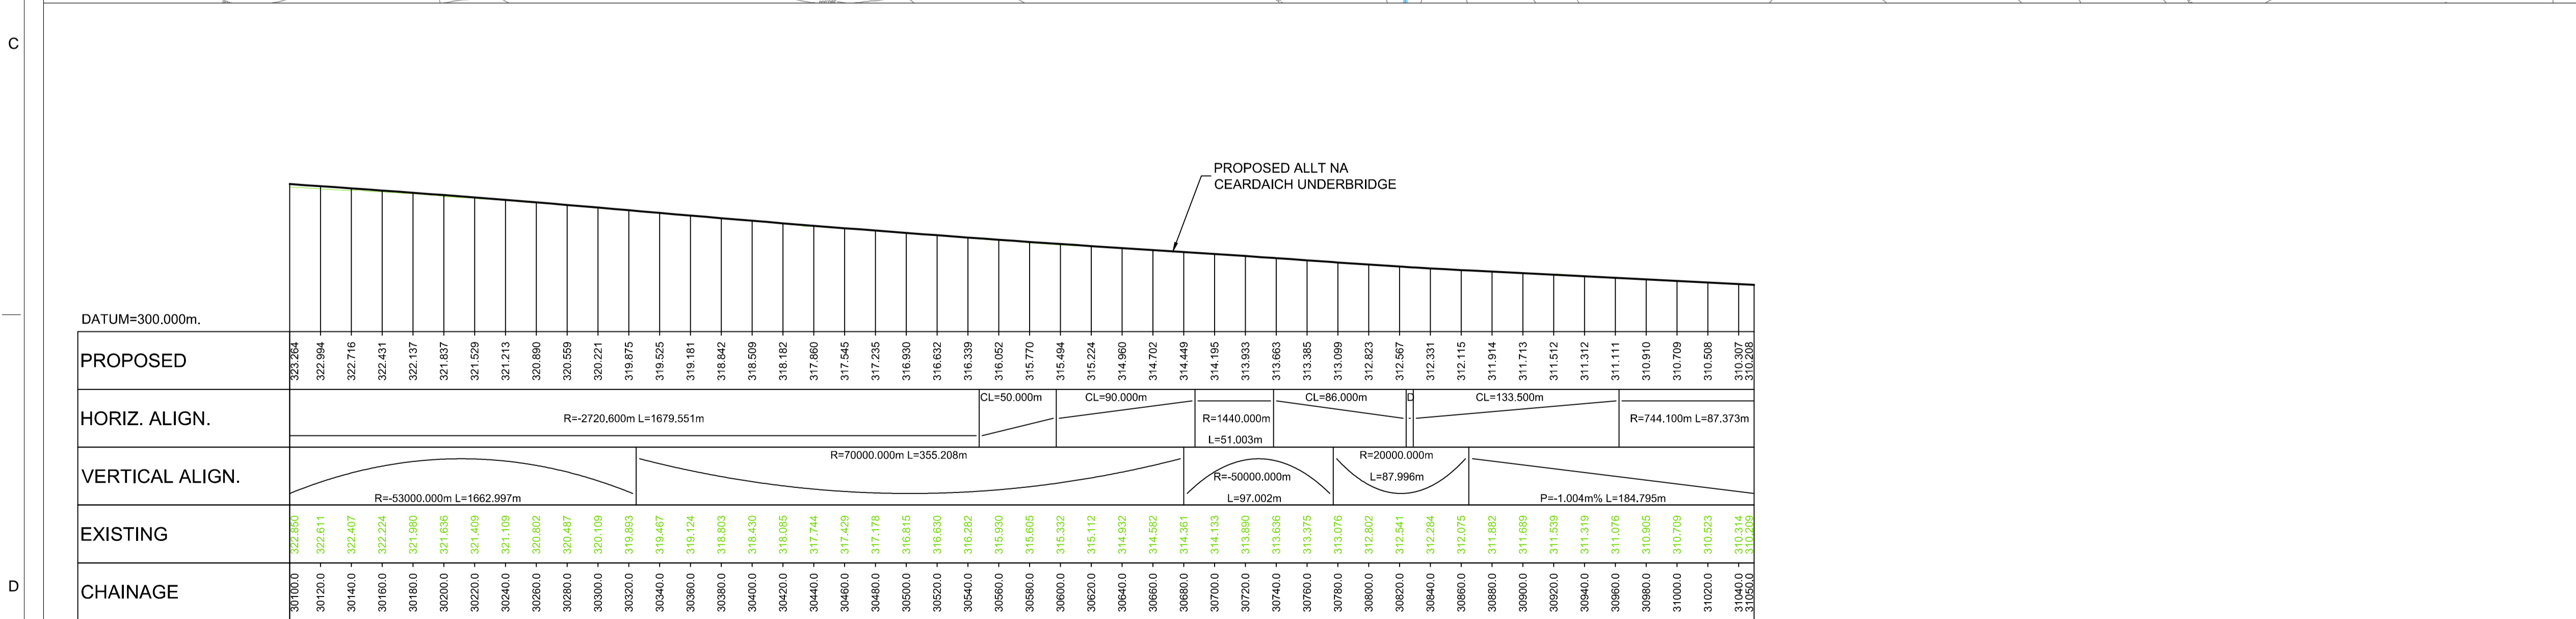 C
PROPOSED ALLT NA
CEARDAICH UNDERBRIDGE
DATUM=300.000m.
PROPOSED
323.264 322.994 322.716 322.431 322.137 321.837 321.529 321.213 320.890 320.559 320.221 319.875 319.525 319.181 318.842 318.509 318.182 317.860 317.545 317.235 316.930 316.632 316.339 316.052 315.770 315.494 315.224 314.960 314.702 314.449 314.195 313.933 313.663 313.385 313.099 312.823 312.567 312.331 312.115 311.914 311.713 311.512 311.312 311.111 310.910 310.709 310.508 310.307 310.208
HORIZ. ALIGN.
R=-2720.600m L=1679.551m
CL=50.000m
CL=90.000m
R=1440.000m
L=51.003m
CL=86.000m
D
CL=133.500m
R=744.100m L=87.373m
VERTICAL ALIGN.
R=-53000.000m L=1662.997m
R=70000.000m L=355.208m
R=-50000.000m
L=97.002m
R=20000.000m
L=87.996m
P=-1.004m% L=184.795m
EXISTING
322.850 322.611 322.407 322.224 321.980 321.636 321.409 321.109 320.802 320.487 320.109 319.893 319.467 319.124 318.803 318.430 318.085 317.744 317.429 317.178 316.815 316.630 316.282 315.930 315.605 315.332 315.112 314.932 314.582 314.361 314.133 313.890 313.636 313.375 313.076 312.802 312.541 312.284 312.075 311.882 311.689 311.539 311.319 311.076 310.905 310.709 310.523 310.314 310.209
D
CHAINAGE
30100.0 30120.0 30140.0 30160.0 30180.0 30200.0 30220.0 30240.0 30260.0 30280.0 30300.0 30320.0 30340.0 30360.0 30380.0 30400.0 30420.0 30440.0 30460.0 30480.0 30500.0 30520.0 30540.0 30560.0 30580.0 30600.0 30620.0 30640.0 30660.0 30680.0 30700.0 30720.0 30740.0 30760.0 30780.0 30800.0 30820.0 30840.0 30860.0 30880.0 30900.0 30920.0 30940.0 30960.0 30980.0 31000.0 31020.0 31040.0 31050.0